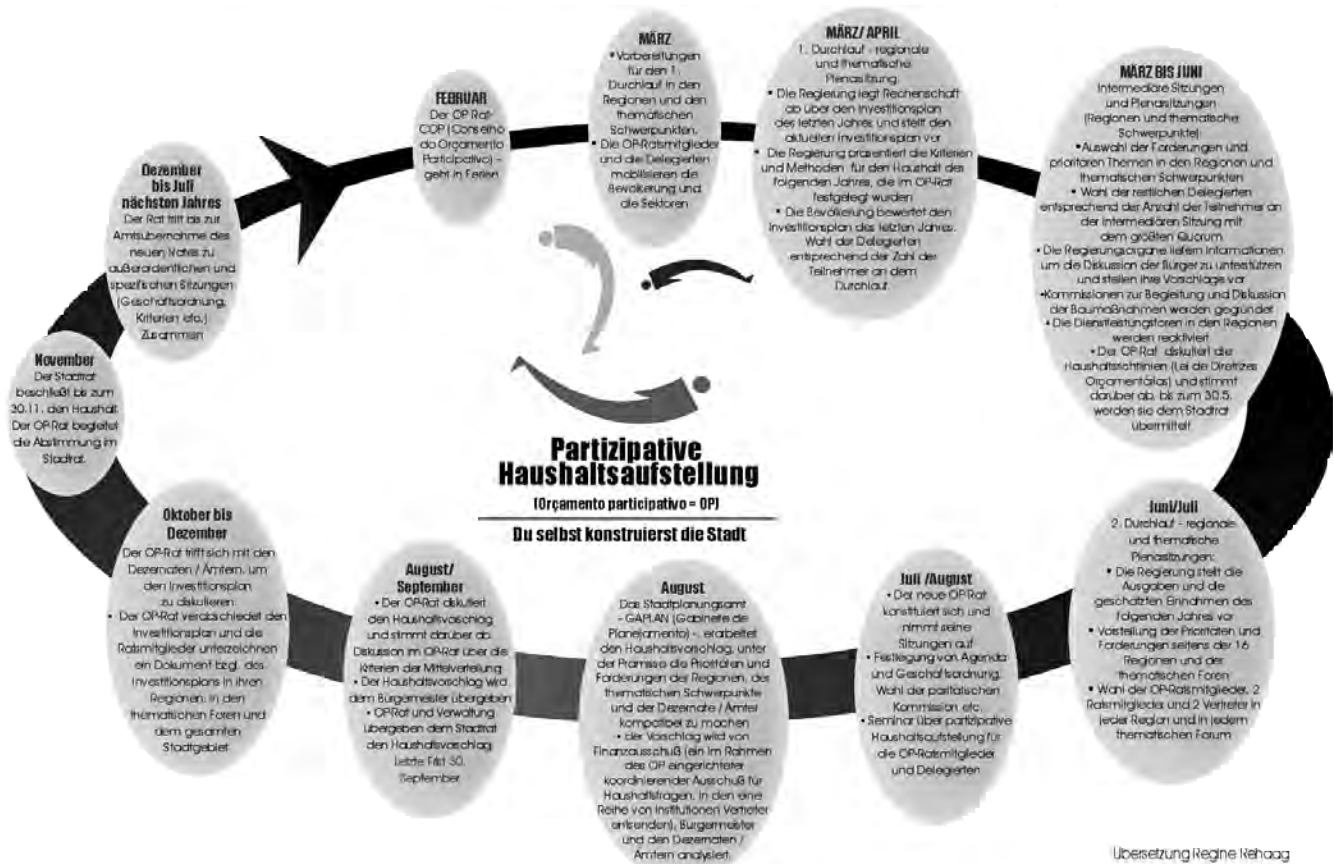 FEBRUAR
Der OP Rat-
COP (Conselho
do Orçamento
Participativo) –
geht in Ferien
MÄRZ
• Vorbereitungen
für den 1.
Durchlauf in den
Regionen und den
thematischen
Schwerpunkten.
• Die OP-Ratsmitglieder
und die Delegierten
mobilisieren die
Bevölkerung und
die Sektoren
MÄRZ/ APRIL
1. Durchlauf - regionale
und thematische
Plenarsitzung.
• Die Regierung legt Rechenschaft
ab über den Investitionsplan
des letzten Jahres und stellt den
aktuellen Investitionsplan vor
• Die Regierung präsentiert die Kriterien
und Methoden für den Haushalt des
folgenden Jahres, die im OP-Rat
festgelegt wurden
• Die Bevölkerung bewertet den
Investitionsplan des letzten Jahres.
Wahl der Delegierten
entsprechend der Zahl der
Teilnehmer an dem
Durchlauf.
MÄRZ BIS JUNI
Intermediäre Sitzungen
und Plenarsitzungen
(Regionen und thematische
Schwerpunkte)
•Auswahl der Forderungen und
prioritären Themen in den Regionen und
thematischen Schwerpunkten
• Wahl der restlichen Delegierten
entsprechend der Anzahl der Teilnehmer an
der intermediären Sitzung mit
dem größten Quorum
• Die Regierungsorgane liefern Informationen
um die Diskussion der Bürger zu unterstützen
und stellen ihre Vorschläge vor
•Kommissionen zur Begleitung und Diskussion
der Baumaßnahmen werden gegründet
• Die Dienstleistungsforen in den Regionen
werden reaktiviert
• Der OP-Rat diskutiert die
Haushaltsrichtlinien (Lei de Diretrizes
Orçamentárias) und stimmt
darüber ab, bis zum 30.5.
werden sie dem Stadtrat
übermittelt
Juni/Juli
2. Durchlauf - regionale
und thematische
Plenarsitzungen:
• Die Regierung stellt die
Ausgaben und die
geschätzten Einnahmen des
folgenden Jahres vor
• Vorstellung der Prioritäten und
Forderungen seitens der 16
Regionen und der
thematischen Foren
• Wahl der OP-Ratsmitglieder, 2
Ratsmitglieder und 2 Vertreter in
jeder Region und in jedem
thematischen Forum
Juli /August
• Der neue OP-Rat
konstituiert sich und
nimmt seine
Sitzungen auf
• Festlegung von Agenda
und Geschäftsordnung,
Wahl der paritätischen
Kommission etc.
• Seminar über partizipative
Haushaltsaufstellung für
die OP-Ratsmitglieder
und Delegierten
August
Das Stadtplanungsamt
- GAPLAN (Gabinete de
Planejamento) -, erarbeitet
den Haushaltsvorschlag, unter
der Prämisse die Prioritäten und
Forderungen der Regionen, der
thematischen Schwerpunkte
und der Dezernate / Ämter
kompatibel zu machen
• der Vorschlag wird von
Finanzausschuß (ein im Rahmen
des OP eingerichteter
koordinierender Ausschuß für
Haushaltsfragen, in den eine
Reihe von Institutionen Vertreter
entsenden), Bürgermeister
und den Dezernaten /
Ämtern analysiert
August/
September
• Der OP-Rat diskutiert
den Haushaltsvorschlag
und stimmt darüber ab
Diskussion im OP-Rat über die
Kriterien der Mittelverteilung
• Der Haushaltsvorschlag wird
dem Bürgermeister übergeben
• OP-Rat und Verwaltung
übergeben dem Stadtrat
den Haushaltsvorschlag
Letzte Frist 30.
September
Oktober bis
Dezember
Der OP-Rat trifft sich mit den
Dezernaten / Ämtern, um
den Investitionsplan
zu diskutieren
• Der OP-Rat verabschiedet den
Investitionsplan und die
Ratsmitglieder unterzeichnen
ein Dokument bzgl. des
Investitionsplans in ihren
Regionen, in den
thematischen Foren und
dem gesamten
Stadtgebiet
November
Der Stadtrat
beschließt bis zum
30.11. den Haushalt
Der OP-Rat begleitet
die Abstimmung im
Stadtrat.
Dezember
bis Juli
nächsten Jahres
Der Rat tritt bis zur
Amtsübernahme des
neuen Rates zu
außerordentlichen und
spezifischen Sitzungen
(Geschäftsordnung,
Kriterien etc.)
Zusammen
Partizipative
Haushaltsaufstellung
(Orçamento participativo = OP)
Du selbst konstruierst die Stadt
Übersetzung Regine Rehaag